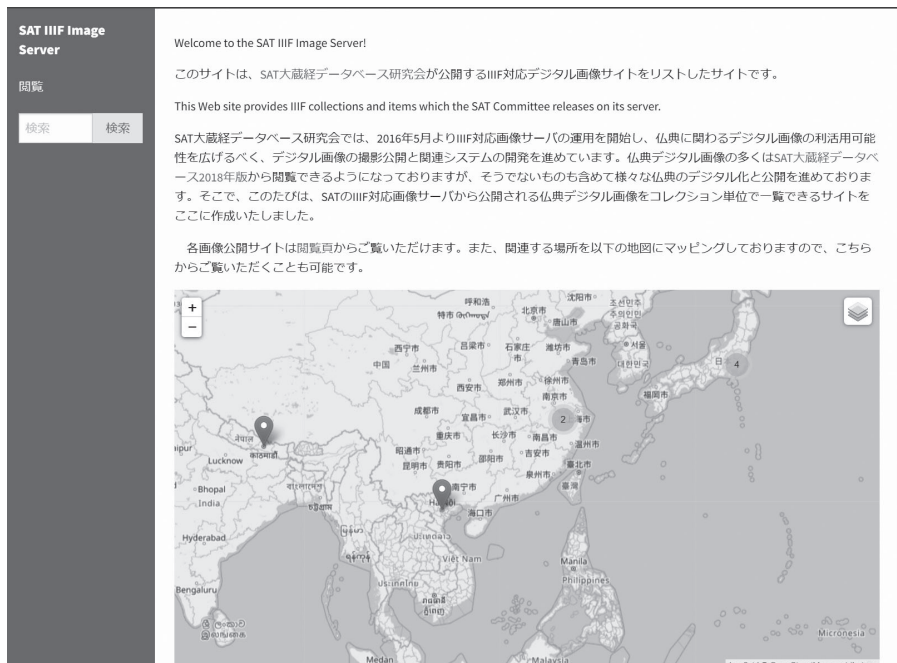 SAT IIIF Image
Server
閲覧
検索 検索
Welcome to the SAT IIIF Image Server!
このサイトは、SAT大蔵経データベース研究会が公開するIIIF対応デジタル画像サイトをリストしたサイトです。
This Web site provides IIIF collections and items which the SAT Committee releases on its server.
SAT大蔵経データベース研究会では、2016年5月よりIIIF対応画像サーバの運用を開始し、仏典に関わるデジタル画像の利活用可能
性を広げるべく、デジタル画像の撮影公開と関連システムの開発を進めています。仏典デジタル画像の多くはSAT大蔵経データベ
ース2018年版から閲覧できるようになっておりますが、そうでないものも含めて様々な仏典のデジタル化と公開を進めておりま
す。そこで、このたびは、SATのIIIF対応画像サーバから公開される仏典デジタル画像をコレクション単位で一覧できるサイトを
ここに作成いたしました。
各画像公開サイトは閲覧頁からご覧いただけます。また、関連する場所を以下の地図にマッピングしておりますので、こちら
からご覧いただくことも可能です。
+
−
呼和浩
特市
北京市
沈阳市
唐山市
조선민주
주의인민
공화국
서울
대한민국
西宁市
中国
兰州市
吕梁市
石家庄
市
潍坊市
青岛市
日
4
西安市
郑州市
徐州市
南京市
福岡市
成都市
宜昌市
武汉市
2
重庆市
长沙市
南昌市
温州市
नेपाल
काठमाडौं
Lucknow
昭通市
邵阳市
吉安市
昆明市
贵阳市
泉州市
臺北市
臺灣
Bhopal
India
南宁市
广州市
海口市
Hyderabad
Việt Nam
Manila
Philippines
Bengaluru
Micronesia
Medan
Malaysia